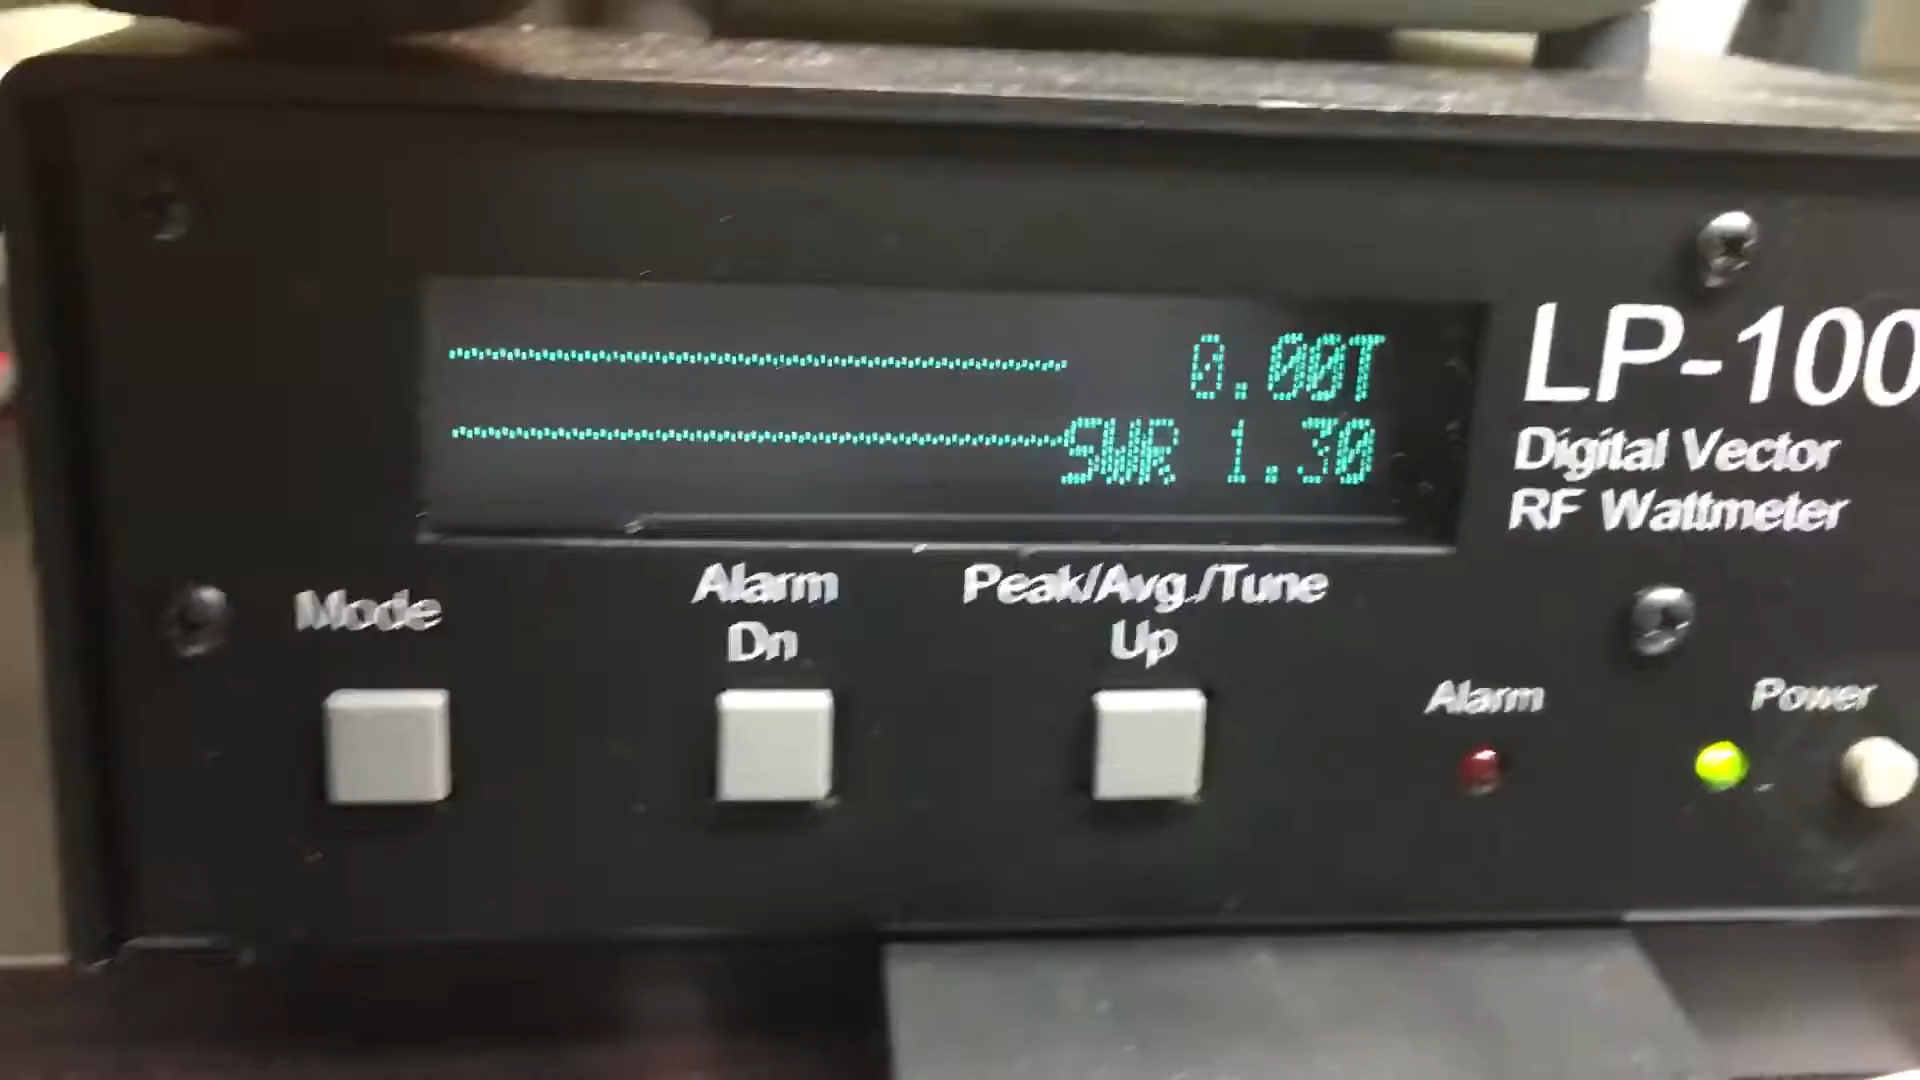 0.00T
SWR 1.30
LP-100
Digital Vector
RF Wattmeter
Mode
Alarm
Dn
Peak/Avg./Tune
Up
Alarm
Power